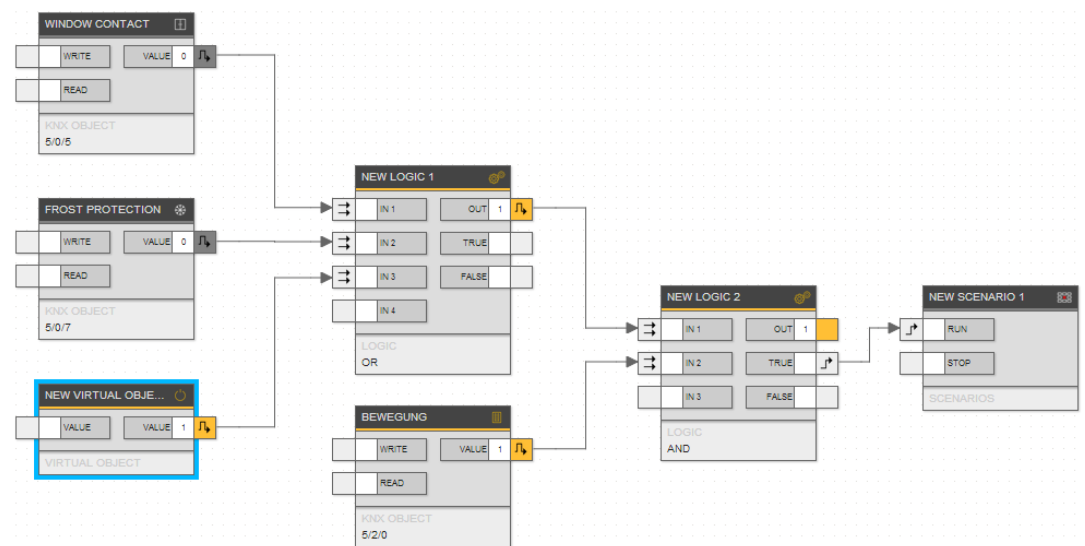 WINDOW CONTACT
WRITE VALUE 0
READ
KNX OBJECT
5/0/5
FROST PROTECTION
WRITE VALUE 0
READ
KNX OBJECT
5/0/7
NEW VIRTUAL OBJE...
VALUE VALUE 1
VIRTUAL OBJECT
NEW LOGIC 1
IN 1 OUT 1
IN 2 TRUE
IN 3 FALSE
IN 4
LOGIC
OR
BEWEGUNG
WRITE VALUE 1
READ
KNX OBJECT
5/2/0
NEW LOGIC 2
IN 1 OUT 1
IN 2 TRUE
IN 3 FALSE
LOGIC
AND
NEW SCENARIO 1
RUN
STOP
SCENARIOS